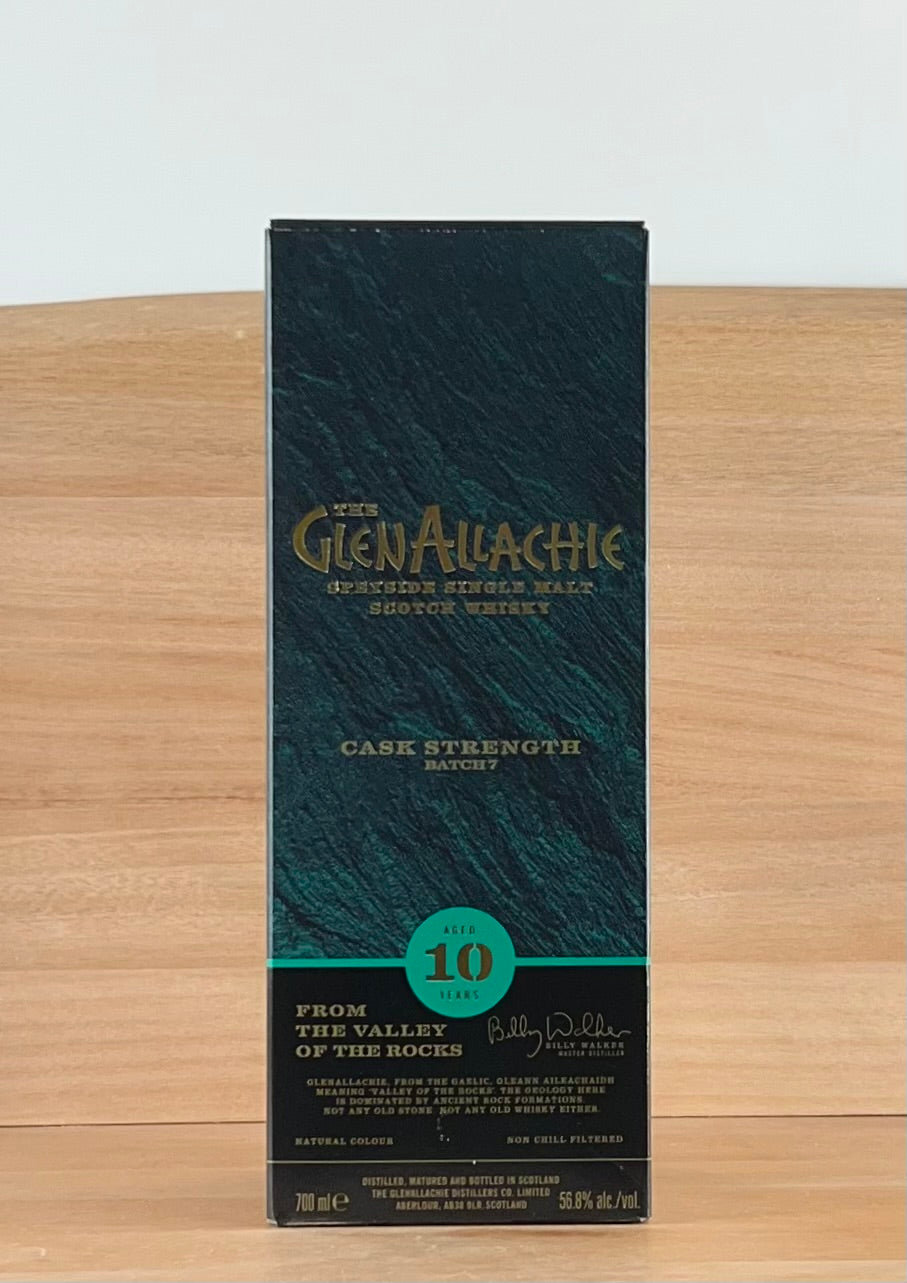 THE
GLENALLACHIE
SPEYSIDE SINGLE MALT
SCOTCH WHISKY
CASK STRENGTH
BATCH 7
AGED
10
YEARS
FROM
THE VALLEY
OF THE ROCKS
Billy Walker
BILLY WALKER
MASTER DISTILLER
GLENALLACHIE, FROM THE GAELIC, GLEANN AILEACHAIDH
MEANING 'VALLEY OF THE ROCKS'. THE GEOLOGY HERE
IS DOMINATED BY ANCIENT ROCK FORMATIONS.
NOT ANY OLD STONE. NOT ANY OLD WHISKY EITHER.
NATURAL COLOUR NON CHILL-FILTERED
DISTILLED, MATURED AND BOTTLED IN SCOTLAND
THE GLENALLACHIE DISTILLERS CO. LIMITED
ABERLOUR, AB38 9LR, SCOTLAND
700 ml e 56.8% alc./vol.